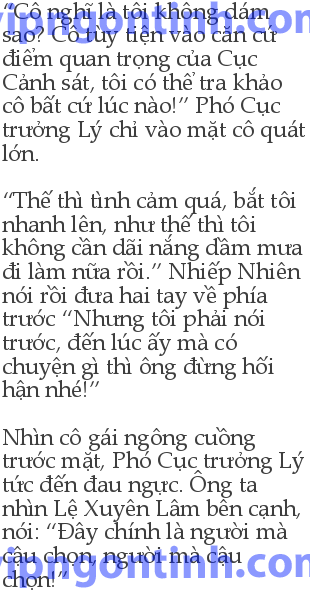 “Cô nghĩ là tôi không dám
sao? Cô tùy tiện vào căn cứ
điểm quan trọng của Cục
Cảnh sát, tôi có thể tra khảo
cô bất cứ lúc nào!” Phó Cục
trưởng Lý chỉ vào mặt cô quát
lớn.
“Thế thì tình cảm quá, bắt tôi
nhanh lên, như thế thì tôi
không cần dãi nắng dầm mưa
đi làm nữa rồi.” Nhiếp Nhiên
nói rồi đưa hai tay về phía
trước “Nhưng tôi phải nói
trước, đến lúc ấy mà có
chuyện gì thì ông đừng hối
hận nhé!”
Nhìn cô gái ngông cuồng
trước mặt, Phó Cục trưởng Lý
tức đến đau ngực. Ông ta
nhìn Lệ Xuyên Lâm bên cạnh,
nói: “Đây chính là người mà
cậu chọn, người mà cậu
chọn!”
vipngontinh.com
vipngontinh.com